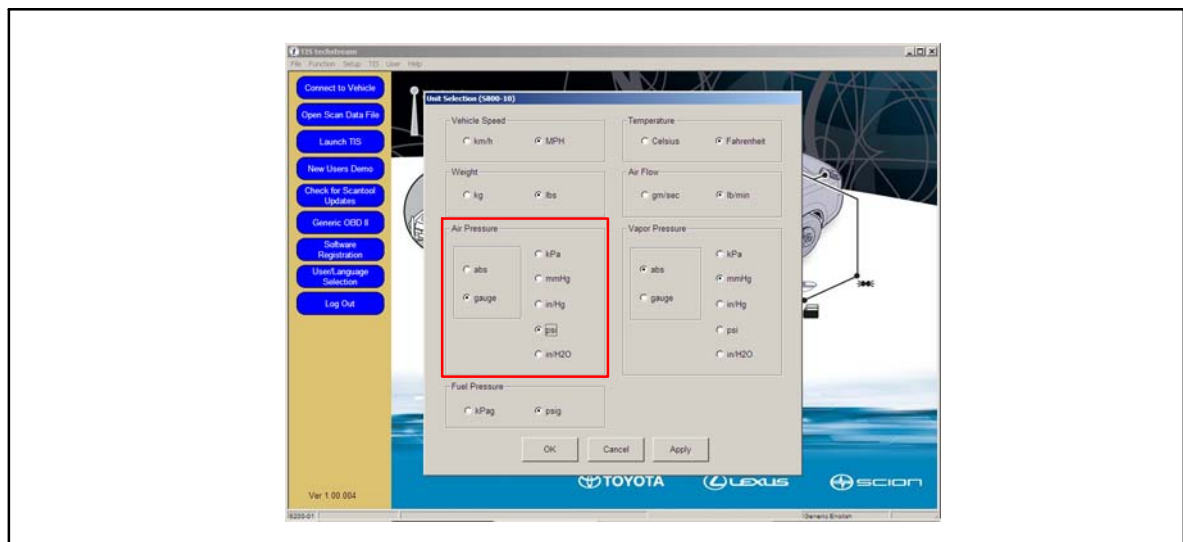 TIS techstream
File Function Setup TIS User Help
Connect to Vehicle
Open Scan Data File
Launch TIS
New Users Demo
Check for Scantool
Updates
Generic OBD II
Software
Registration
User/Language
Selection
Log Out
Ver 1.00.004
Unit Selection (S800-10)
Vehicle Speed
km/h MPH
Temperature
Celsius Fahrenheit
Weight
kg lbs
Air Flow
gm/sec lb/min
Air Pressure
abs
gauge
kPa
mmHg
in/Hg
psi
in/H2O
Vapor Pressure
abs
gauge
kPa
mmHg
in/Hg
psi
in/H2O
Fuel Pressure
kPag psig
OK Cancel Apply
TOYOTA LEXUS SCION
S200-01 Generic English